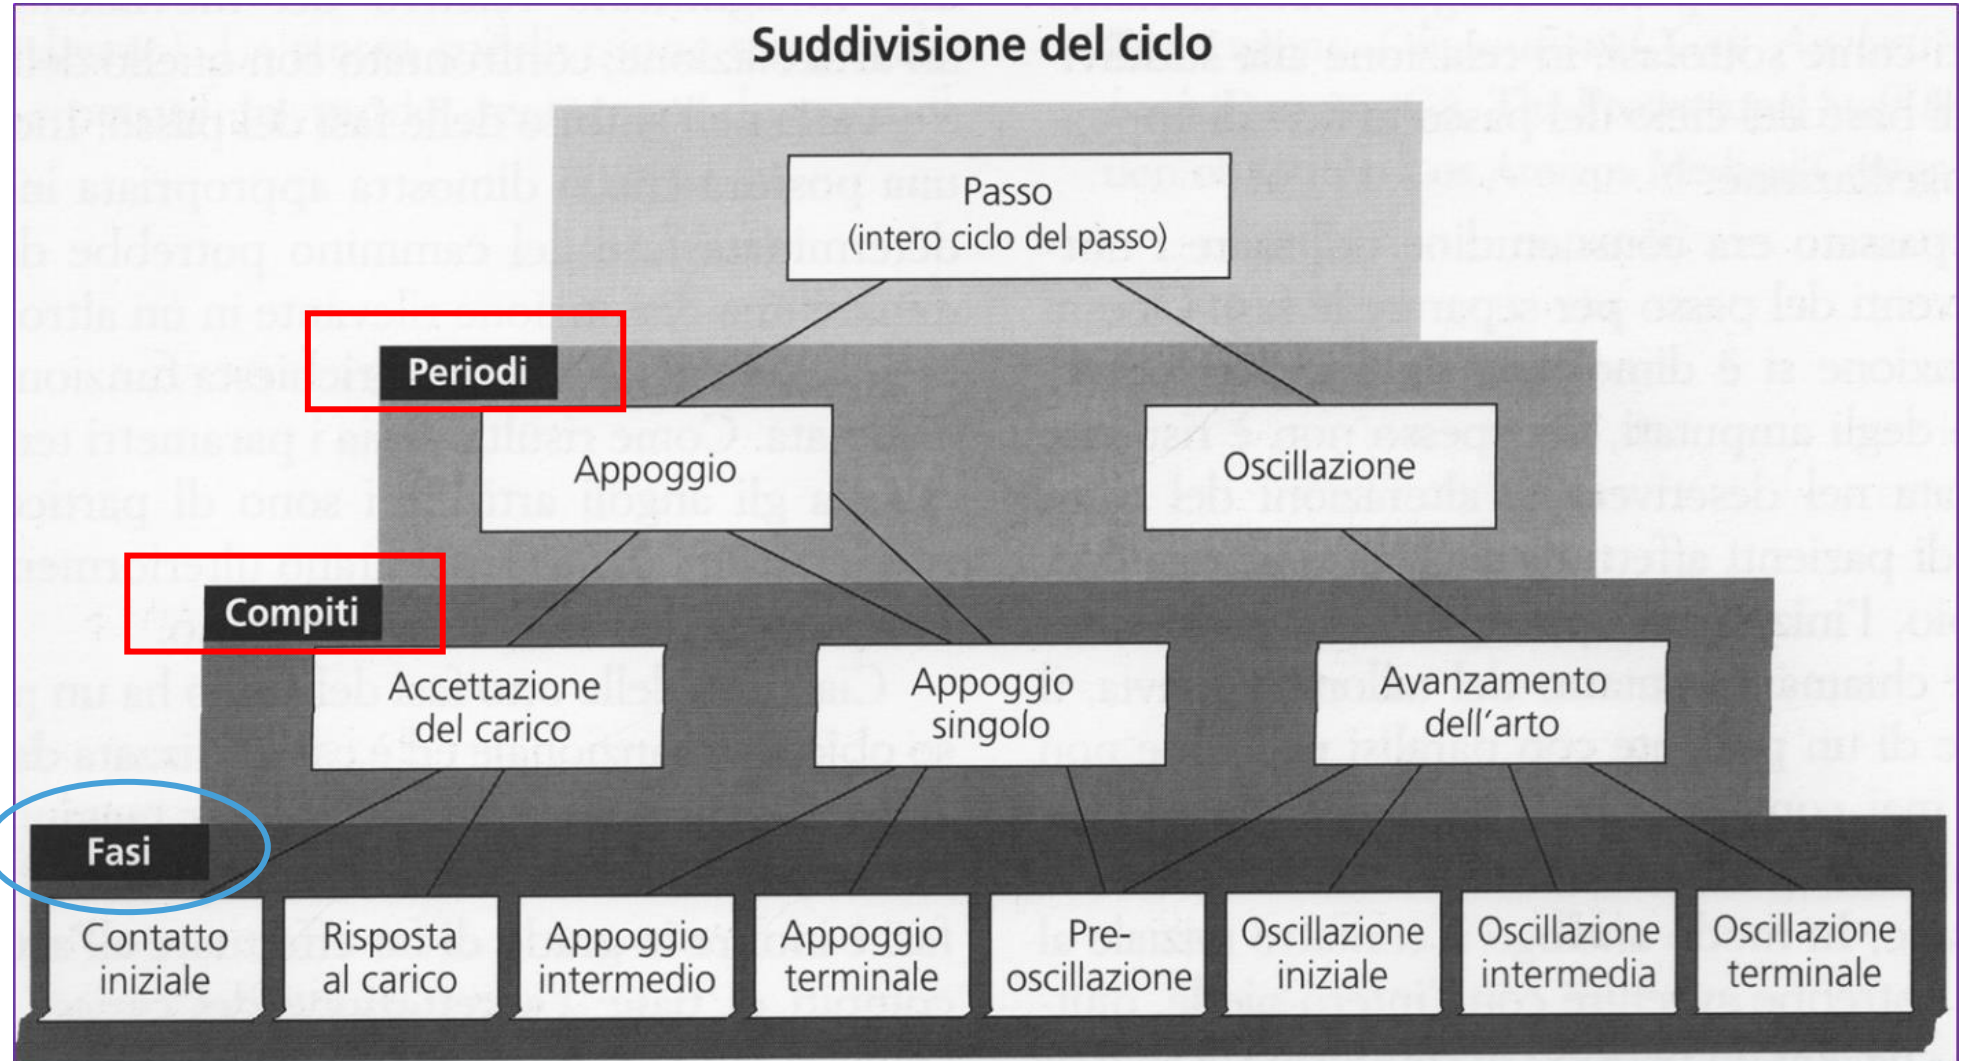 Suddivisione del ciclo
Passo
(intero ciclo del passo)
Periodi
Appoggio
Oscillazione
Compiti
Accettazione
del carico
Appoggio
singolo
Avanzamento
dell'arto
Fasi
Contatto
iniziale
Risposta
al carico
Appoggio
intermedio
Appoggio
terminale
Pre-
oscillazione
Oscillazione
iniziale
Oscillazione
intermedia
Oscillazione
terminale